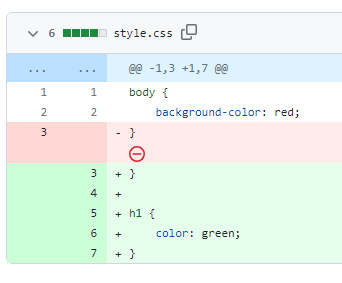 6 style.css
... ... @@ -1,3 +1,7 @@
1 1 body {
2 2 background-color: red;
3 - }
3 + }
4 +
5 + h1 {
6 + color: green;
7 + }